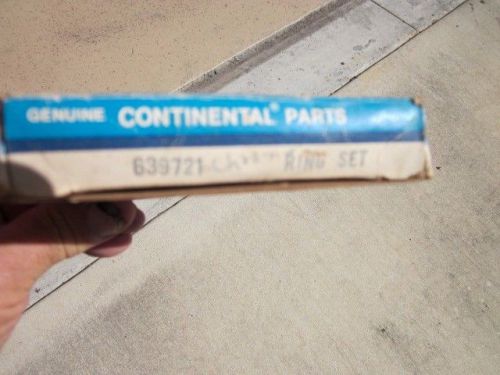 GENUINE CONTINENTAL® PARTS
639721 RING SET